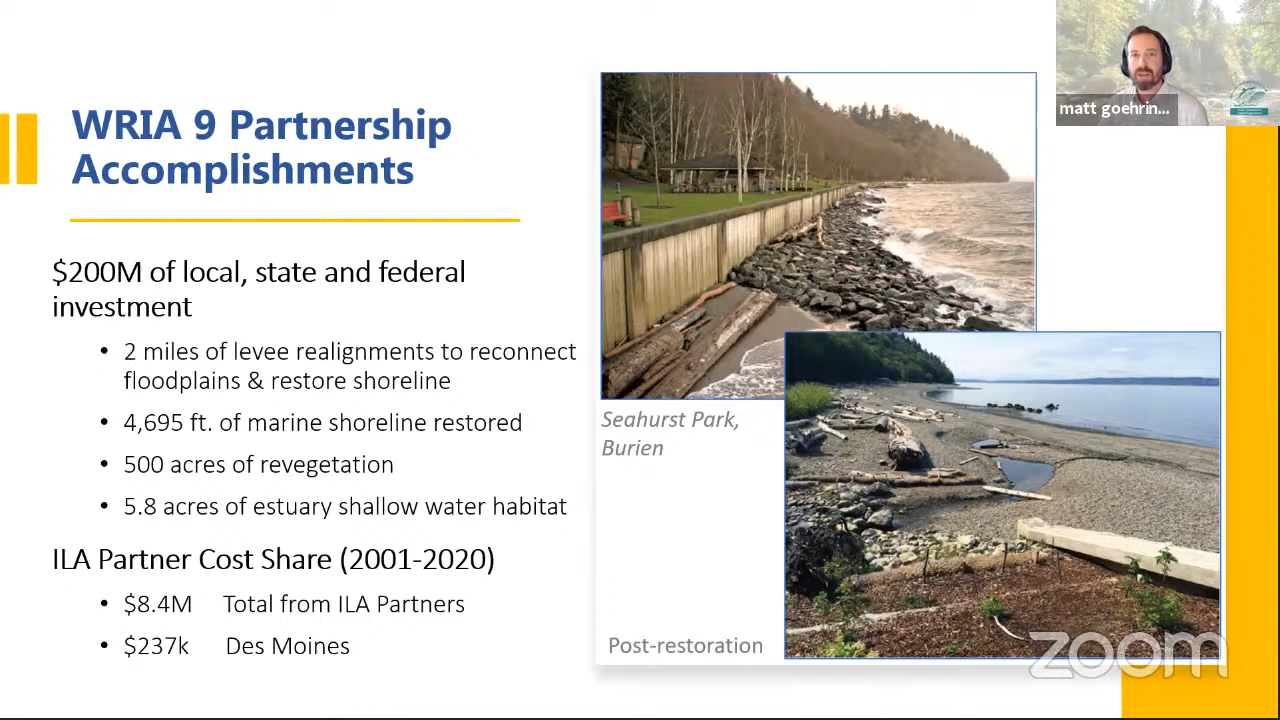 WRIA 9 Partnership
Accomplishments
$200M of local, state and federal
investment
• 2 miles of levee realignments to reconnect
floodplains & restore shoreline
• 4,695 ft. of marine shoreline restored
• 500 acres of revegetation
• 5.8 acres of estuary shallow water habitat
ILA Partner Cost Share (2001-2020)
• $8.4M Total from ILA Partners
• $237k Des Moines
Seahurst Park,
Burien
Post-restoration
matt goehrin...
zoom